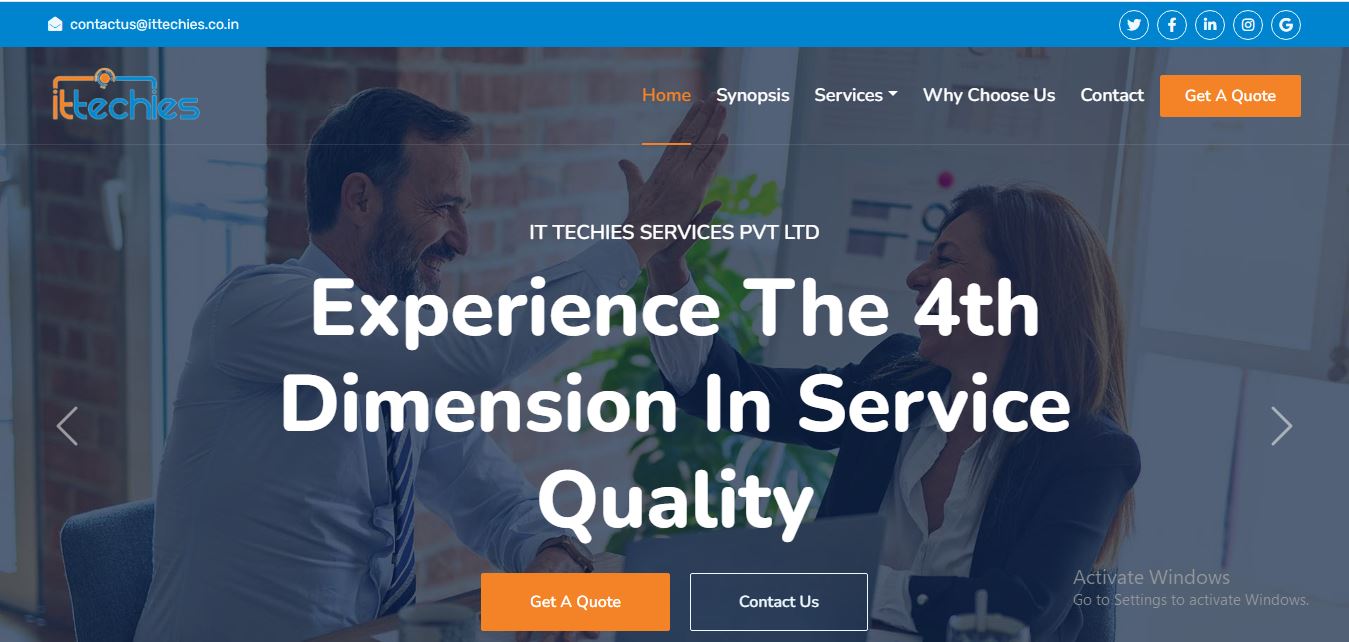 contactus@ittechies.co.in
ittechies
Home Synopsis Services Why Choose Us Contact Get A Quote
IT TECHIES SERVICES PVT LTD
Experience The 4th
Dimension In Service
Quality
Get A Quote Contact Us
Activate Windows
Go to Settings to activate Windows.